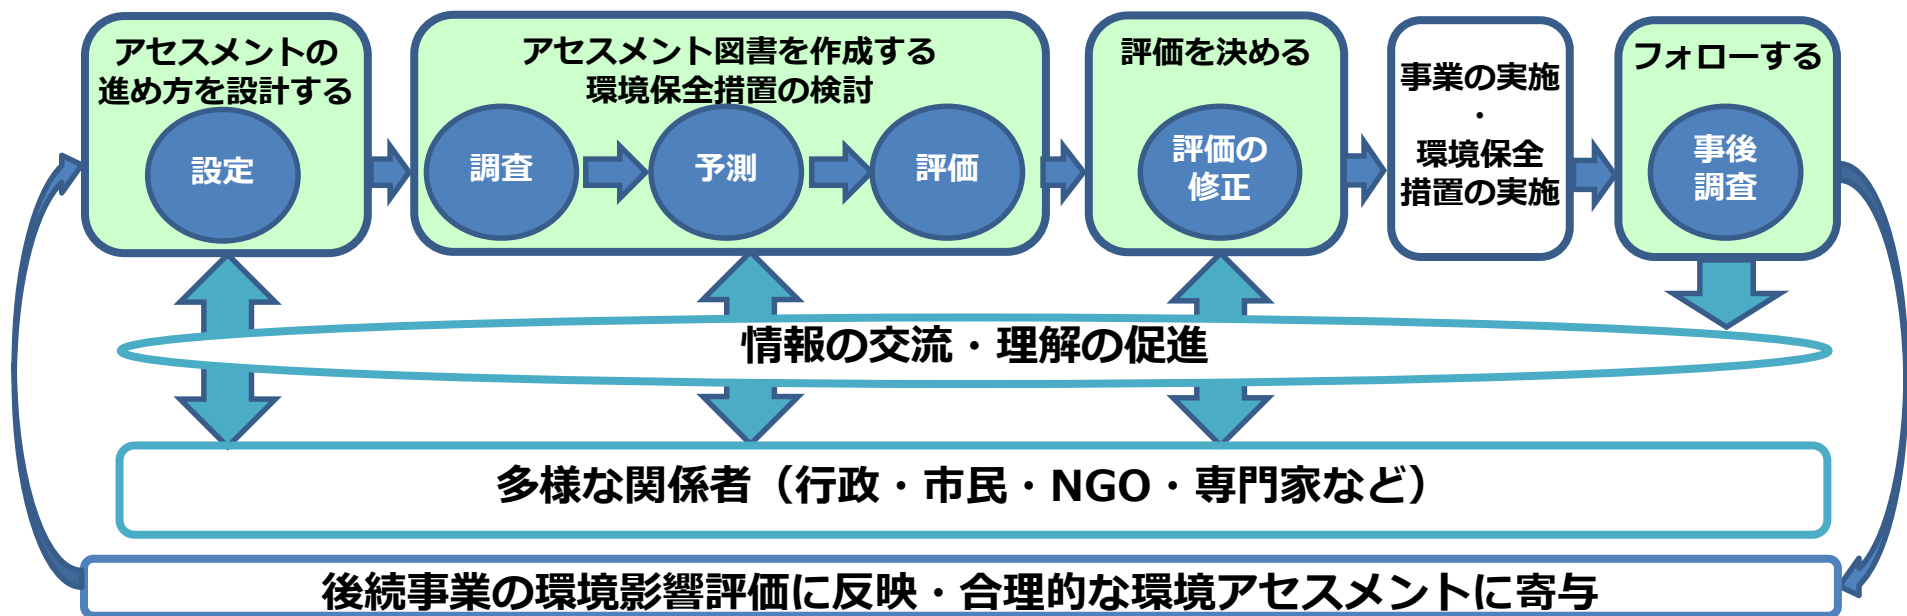 アセスメントの
進め方を設計する
設定
アセスメント図書を作成する
環境保全措置の検討
調査
予測
評価
評価を決める
評価の
修正
事業の実施
・
環境保全
措置の実施
フォローする
事後
調査
情報の交流・理解の促進
多様な関係者（行政・市民・NGO・専門家など）
後続事業の環境影響評価に反映・合理的な環境アセスメントに寄与